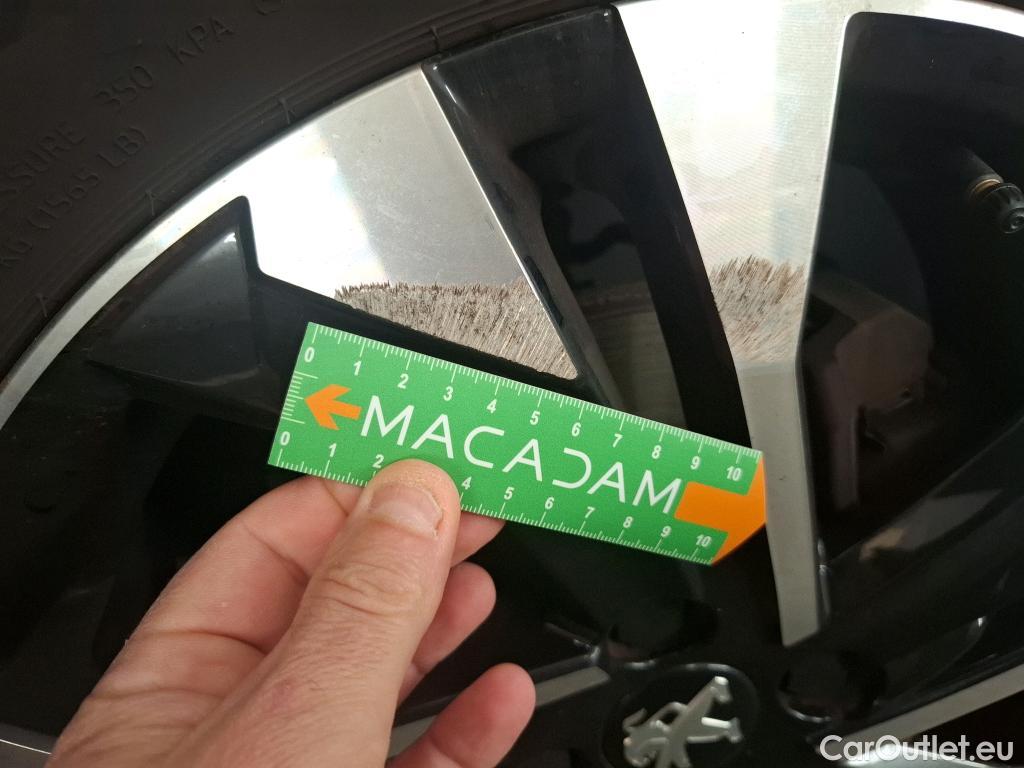 SSURE 350 KPA (5
KG (1565 LB)
0 1 2 3 4 5 6 7 8 9 10
MACADAM
0 1 2 4 5 6 7 8 9 10
CarOutlet.eu